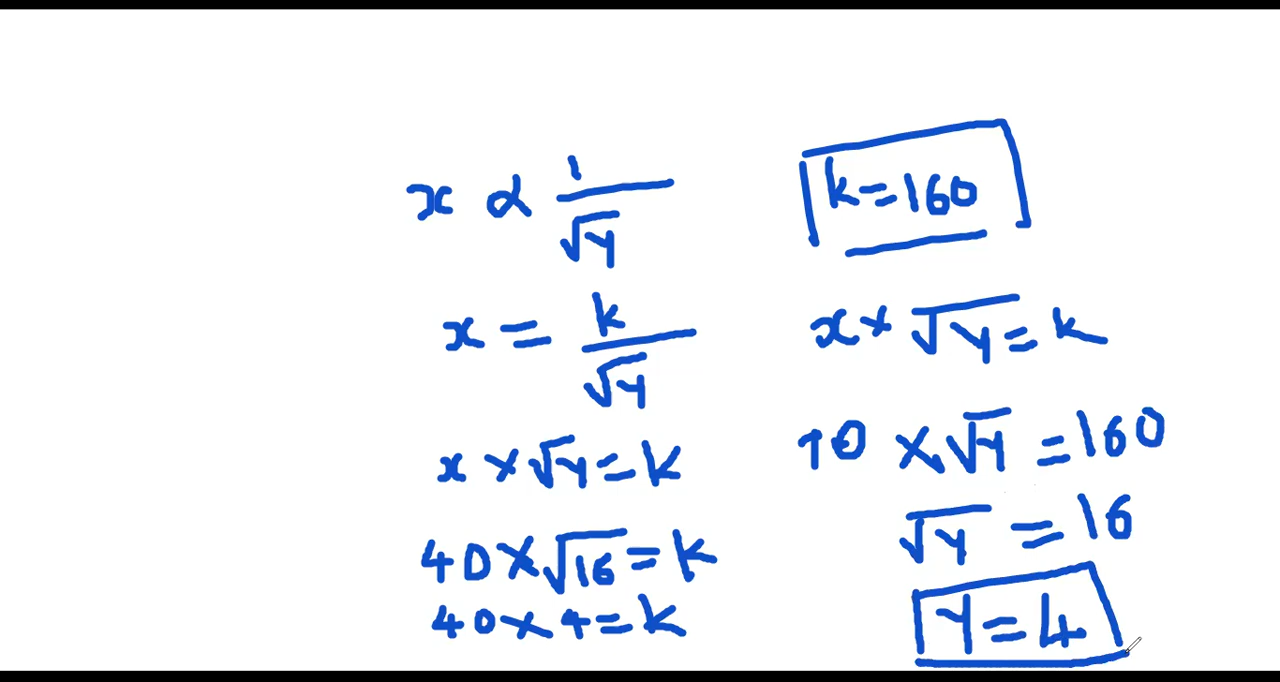 x ∝ 1/√y
x = k/√y
x × √y = k
40 × √16 = k
40 × 4 = k
k = 160
x × √y = k
10 × √y = 160
√y = 16
y = 4